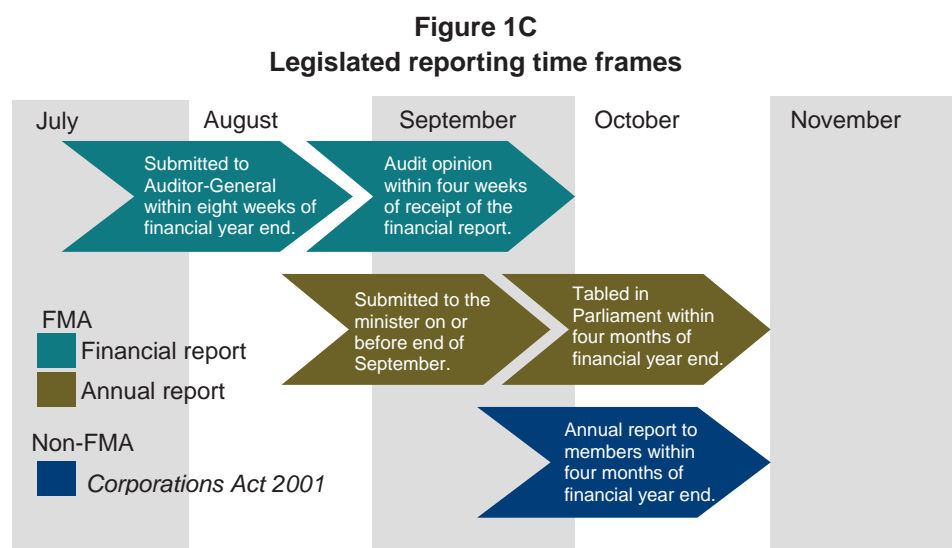 Figure 1C
Legislated reporting time frames
July
August
September
October
November
Submitted to
Auditor-General
within eight weeks of
financial year end.
Audit opinion
within four weeks
of receipt of the
financial report.
Submitted to the
minister on or
before end of
September.
Tabled in
Parliament within
four months of
financial year end.
FMA
Financial report
Annual report
Non-FMA
Corporations Act 2001
Annual report to
members within
four months of
financial year end.